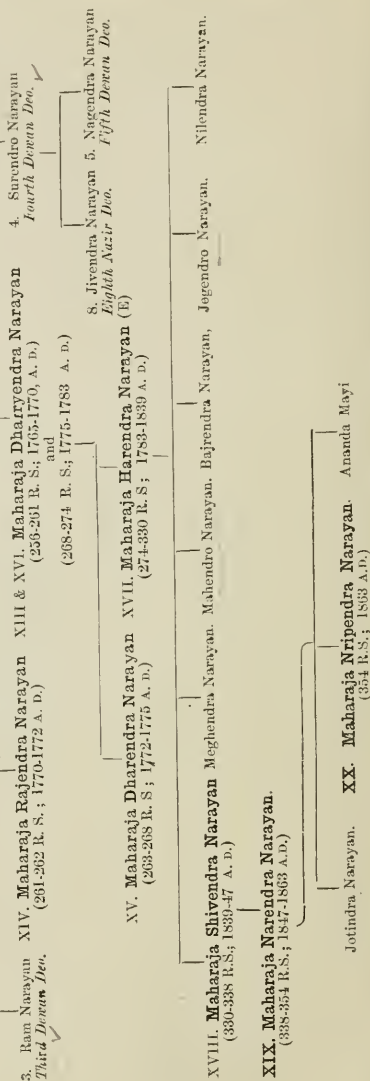 3. Ram Narayan
Third Dewan Deo.
XIV. Maharaja Rajendra Narayan
(261-262 R. S.; 1770-1772 A. D.)
XIII & XVI. Maharaja Dharryendra Narayan
(256-261 R. S.; 1765-1770, A. D.)
and
(268-274 R. S.; 1775-1783 A. D.)
4. Surendro Narayan
Fourth Dewan Deo.
8. Jivendra Narayan
Eighth Nazir Deo.
5. Nagendra Narayan
Fifth Dewan Deo.
XV. Maharaja Dharendra Narayan
(263-268 R. S; 1772-1775 A. D.)
XVII. Maharaja Harendra Narayan (E)
(274-330 R. S; 1783-1839 A. D.)
XVIII. Maharaja Shivendra Narayan
(330-338 R.S.; 1839-47 A. D.)
Meghendra Narayan.
Mahendro Narayan.
Bajrendra Narayan,
Jogendro Narayan.
Nilendra Narayan.
XIX. Maharaja Narendra Narayan.
(338-354 R.S.; 1847-1863 A.D.)
Jotindra Narayan.
XX. Maharaja Nripendra Narayan.
(354 R.S.; 1863 A.D.)
Ananda Mayi